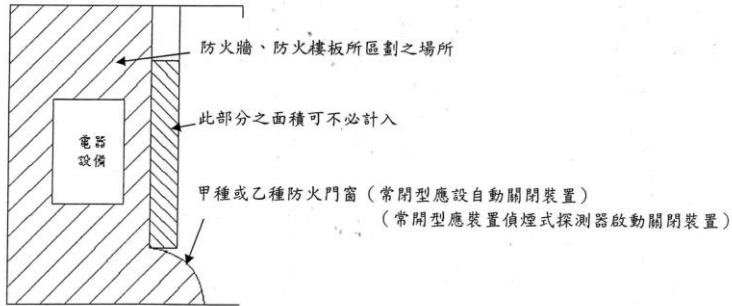 防火牆、防火樓板所區劃之場所
此部分之面積可不必計入
電器
設備
甲種或乙種防火門窗（常閉型應設自動關閉裝置）
（常開型應裝置偵煙式探測器啟動關閉裝置）